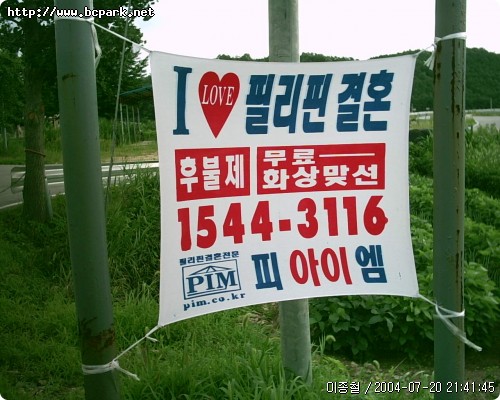 http://www.bcpark.net
I LOVE 필리핀 결혼
후불제
무료
화상맞선
1544-3116
필리핀결혼전문
PIM
pim.co.kr
피 아이 엠
이종철 / 2004-07-20 21:41:45